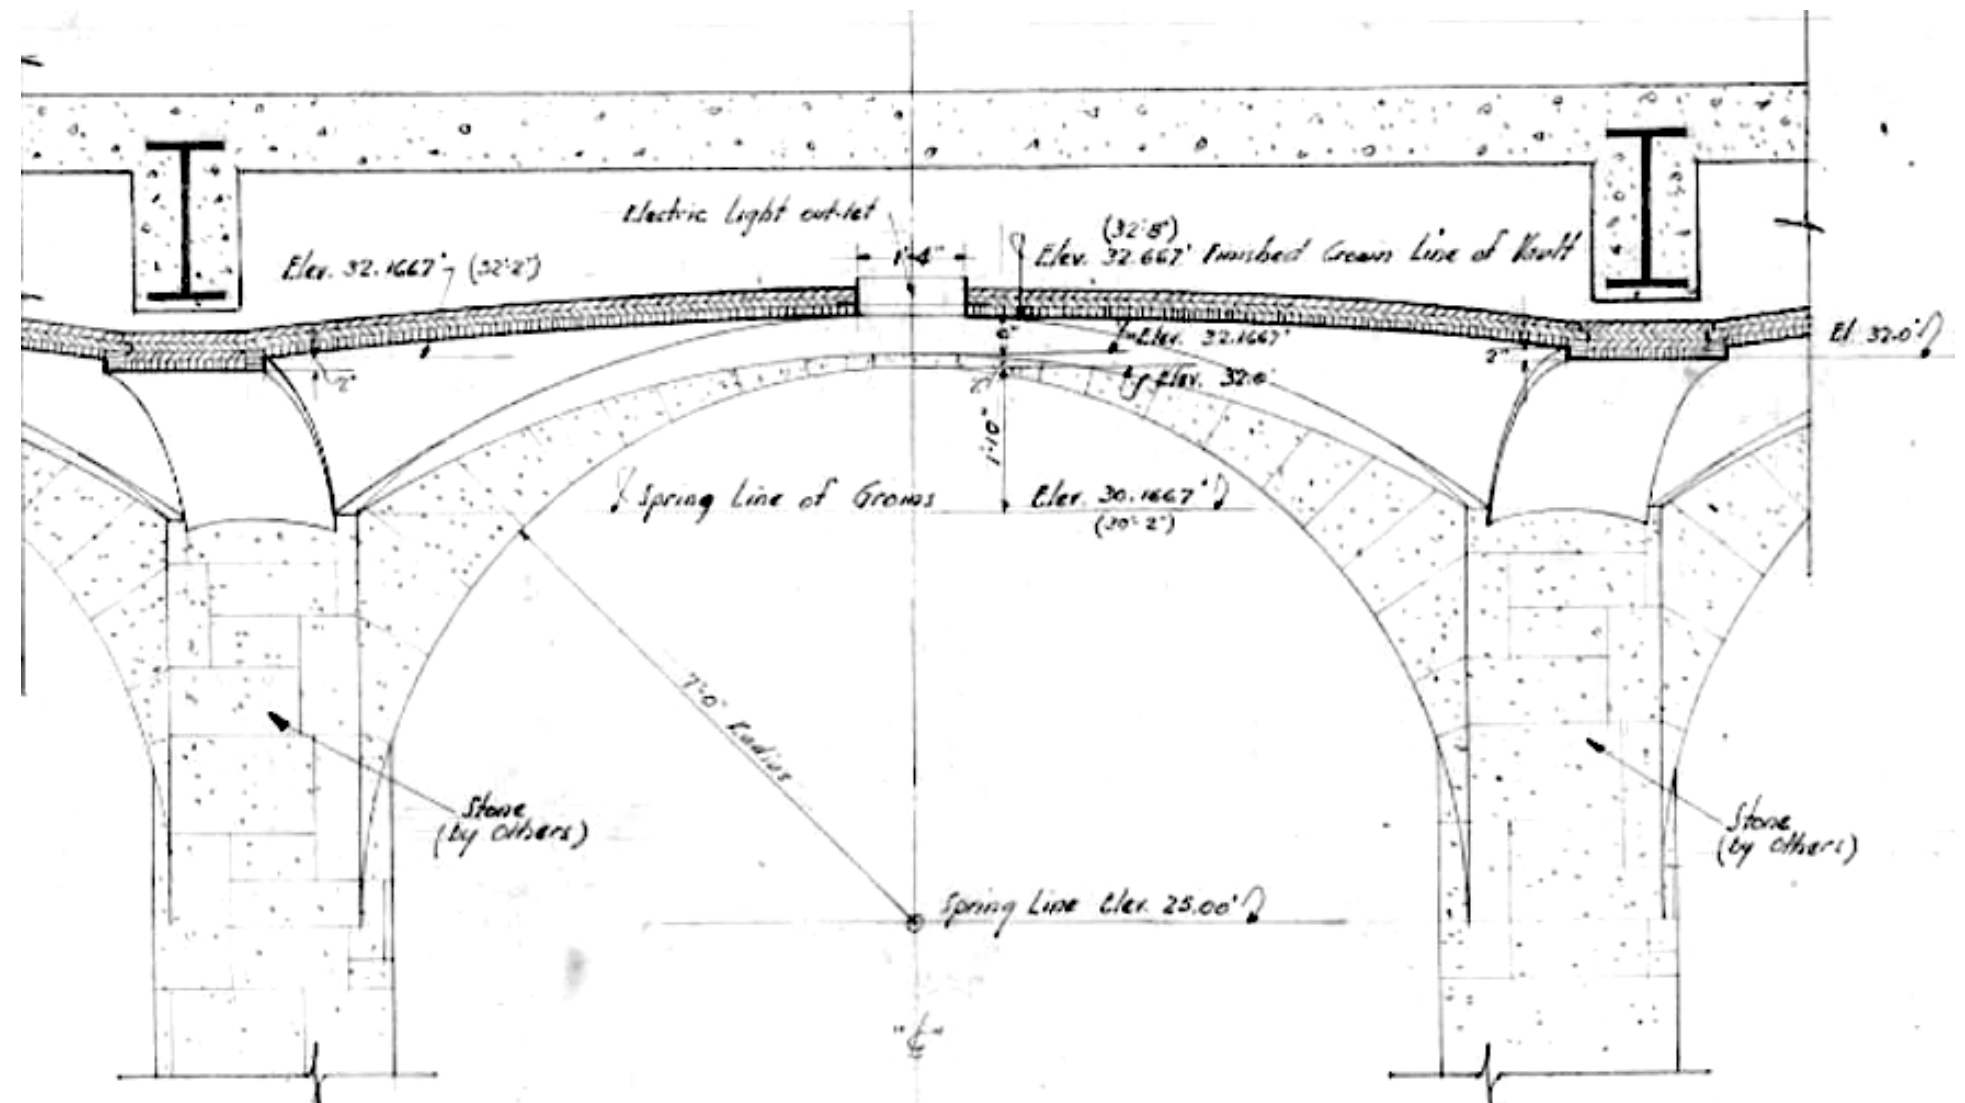 Electric Light out-let
(32'-8")
1'-4"
Elev. 32.667' Finished Crown Line of Vault
Elev. 32.1667' (32'-2")
El. 32.0'
6"
Elev. 32.1667'
2"
2"
2"
Elev. 32.0'
1'-10"
Spring Line of Groins
Elev. 30.1667'
(30'-2")
7'-0" Radius
Stone
(by others)
Stone
(by others)
Spring Line Elev. 25.00'